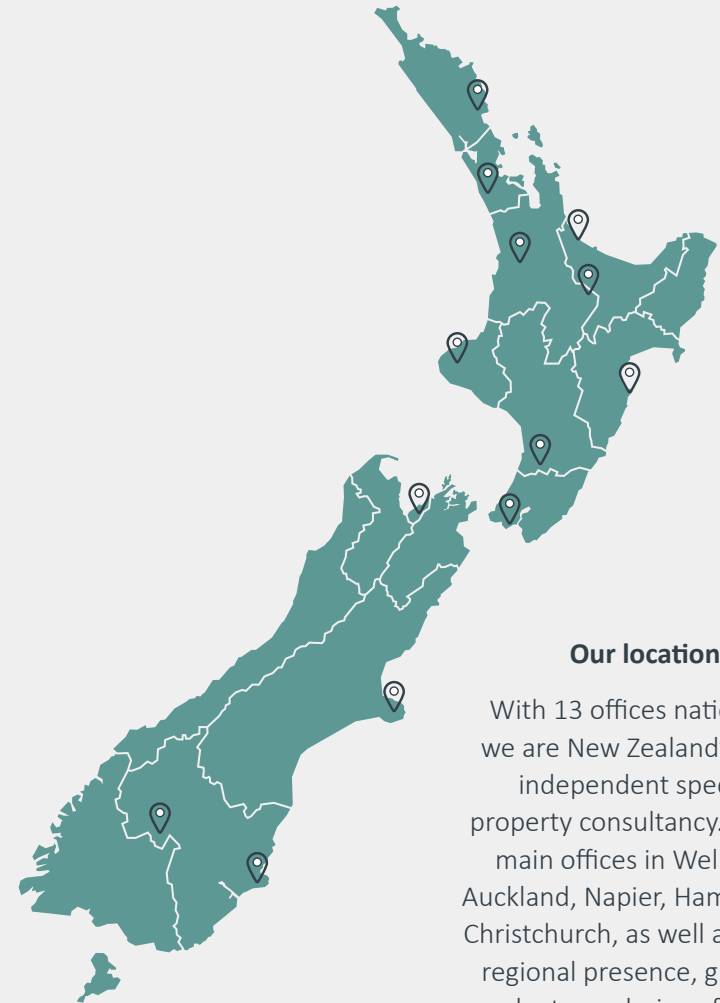 Our location
With 13 offices natio
we are New Zealand'
independent spec
property consultancy.
main offices in Well
Auckland, Napier, Ham
Christchurch, as well a
regional presence, g